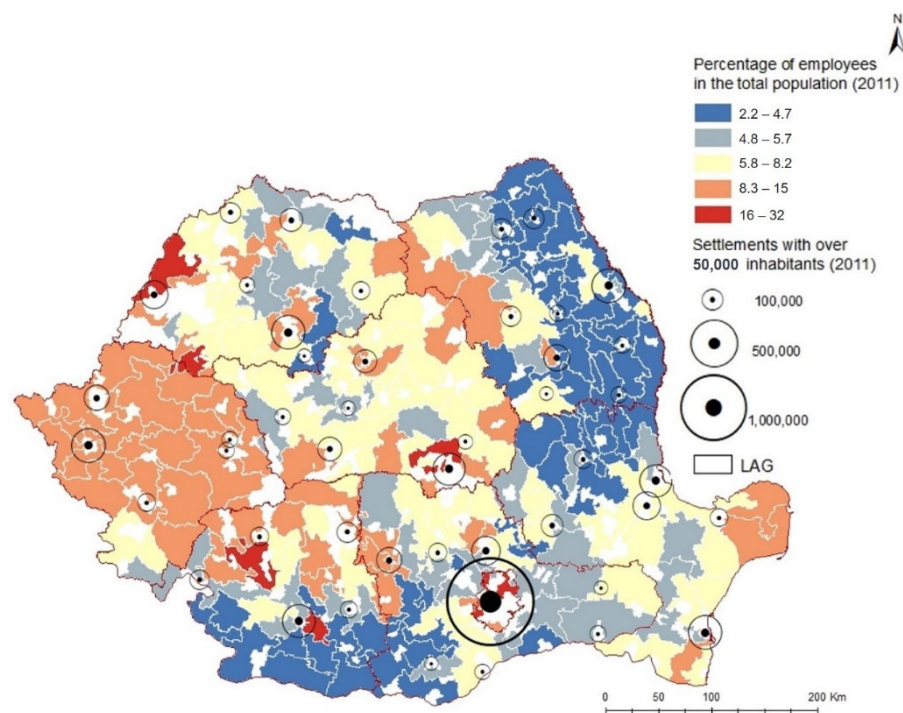 N
Percentage of employees
in the total population (2011)
2.2 – 4.7
4.8 – 5.7
5.8 – 8.2
8.3 – 15
16 – 32
Settlements with over
50,000 inhabitants (2011)
100,000
500,000
1,000,000
LAG
0 50 100 200 Km